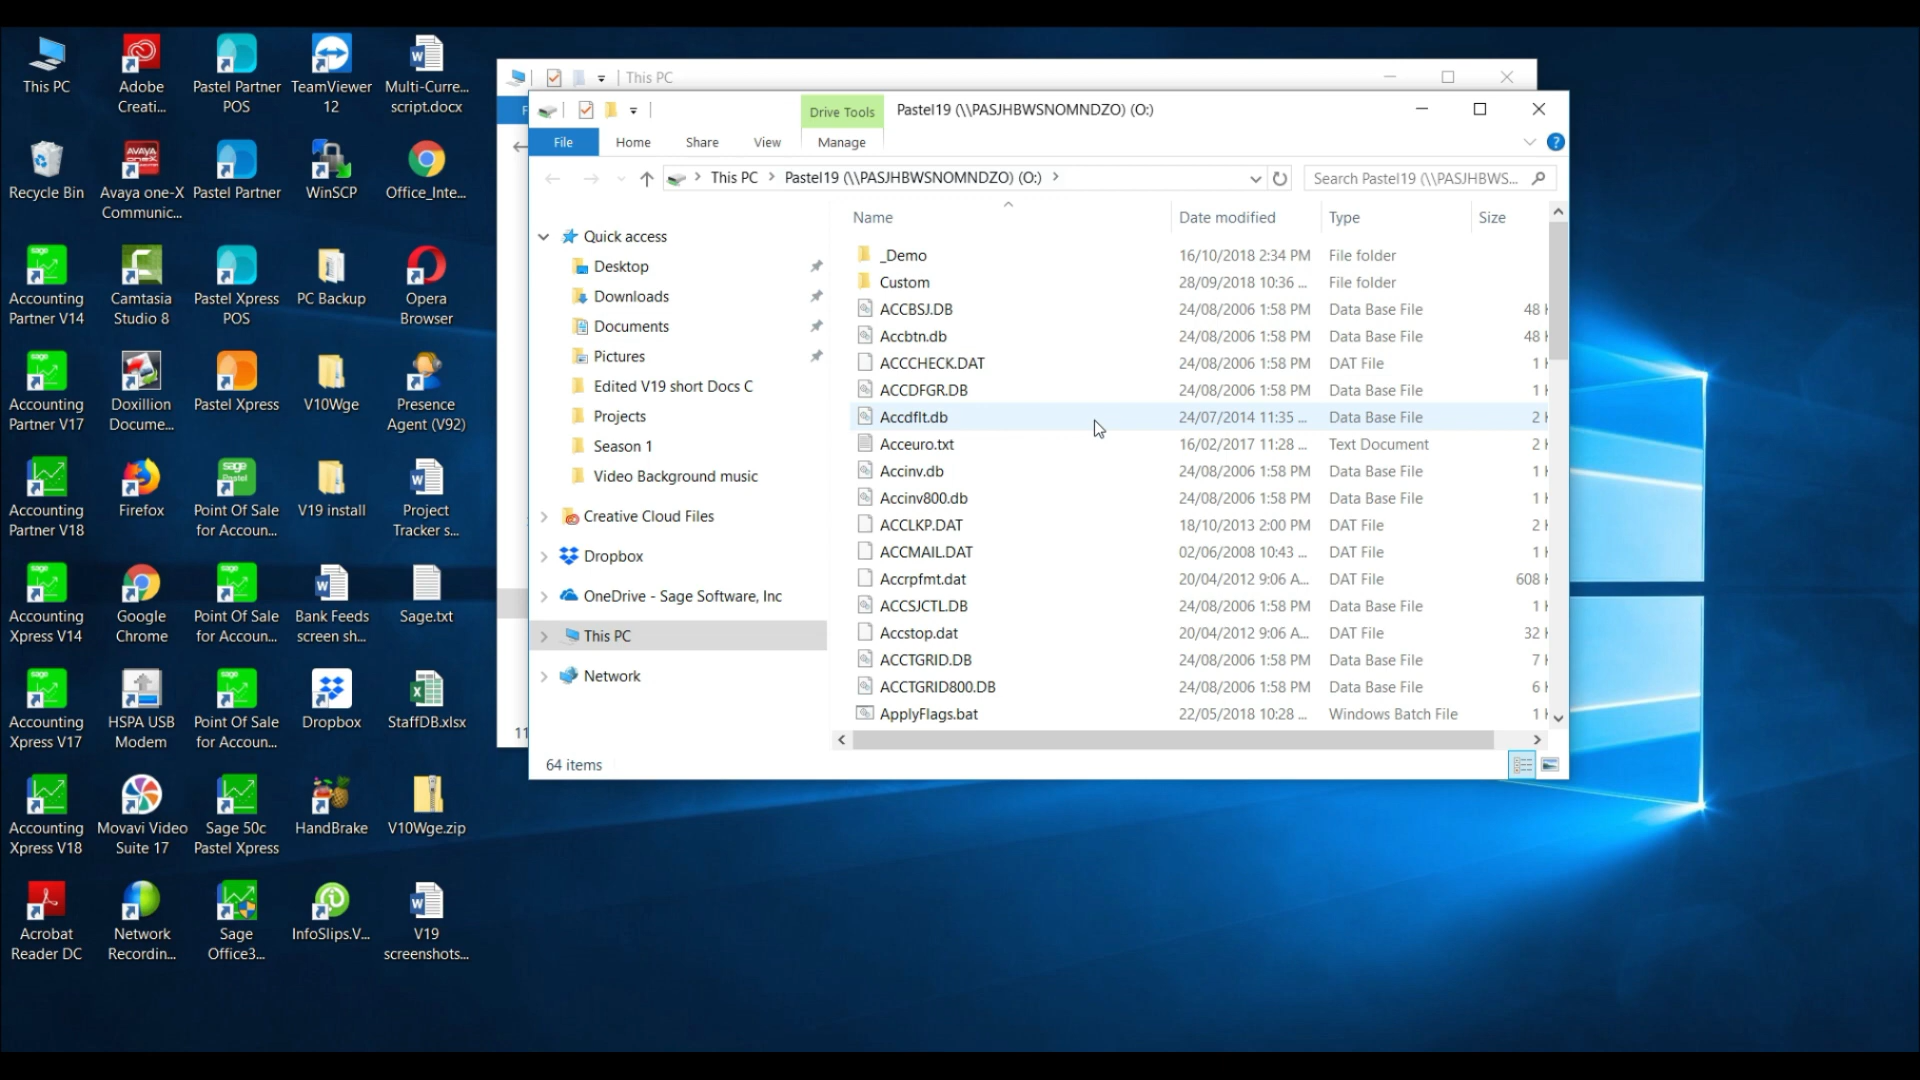 This PC
Adobe
Creati...
Pastel Partner
POS
TeamViewer
12
Multi-Curre...
script.docx
Recycle Bin
AVAYA
one-X
Avaya one-X
Communic...
Pastel Partner
WinSCP
Office_Inte...
sage
Accounting
Partner V14
Camtasia
Studio 8
Pastel Xpress
POS
PC Backup
Opera
Browser
sage
Accounting
Partner V17
Doxillion
Docume...
Pastel Xpress
V10Wge
Presence
Agent (V92)
Accounting
Partner V18
Firefox
sage
Pastel
Point Of Sale
for Accoun...
V19 install
Project
Tracker s...
sage
Accounting
Xpress V14
Google
Chrome
sage
Point Of Sale
for Accoun...
Bank Feeds
screen sh...
Sage.txt
sage
Accounting
Xpress V17
HSPA USB
Modem
sage
Point Of Sale
for Accoun...
Dropbox
StaffDB.xlsx
Accounting
Xpress V18
Movavi Video
Suite 17
Sage 50c
Pastel Xpress
HandBrake
V10Wge.zip
Acrobat
Reader DC
Network
Recordin...
Sage
Office3...
InfoSlips.V...
V19
screenshots...
This PC
F
11
Drive Tools
Pastel19 (\\PASJHBWSNOMNDZO) (O:)
File
Home
Share
View
Manage
This PC > Pastel19 (\\PASJHBWSNOMNDZO) (O:) >
Search Pastel19 (\\PASJHBWS...
Quick access
Desktop
Downloads
Documents
Pictures
Edited V19 short Docs C
Projects
Season 1
Video Background music
Creative Cloud Files
Dropbox
OneDrive - Sage Software, Inc
This PC
Network
Name Date modified Type Size
_Demo 16/10/2018 2:34 PM File folder
Custom 28/09/2018 10:36 ... File folder
ACCBSJ.DB 24/08/2006 1:58 PM Data Base File 48 K
Accbtn.db 24/08/2006 1:58 PM Data Base File 48 K
ACCCHECK.DAT 24/08/2006 1:58 PM DAT File 1 K
ACCDFGR.DB 24/08/2006 1:58 PM Data Base File 1 K
Accdflt.db 24/07/2014 11:35 ... Data Base File 2 K
Acceuro.txt 16/02/2017 11:28 ... Text Document 2 K
Accinv.db 24/08/2006 1:58 PM Data Base File 1 K
Accinv800.db 24/08/2006 1:58 PM Data Base File 1 K
ACCLKP.DAT 18/10/2013 2:00 PM DAT File 2 K
ACCMAIL.DAT 02/06/2008 10:43 ... DAT File 1 K
Accrpfmt.dat 20/04/2012 9:06 A... DAT File 608 K
ACCSJCTL.DB 24/08/2006 1:58 PM Data Base File 1 K
Accstop.dat 20/04/2012 9:06 A... DAT File 32 K
ACCTGRID.DB 24/08/2006 1:58 PM Data Base File 7 K
ACCTGRID800.DB 24/08/2006 1:58 PM Data Base File 6 K
ApplyFlags.bat 22/05/2018 10:28 ... Windows Batch File 1 K
64 items